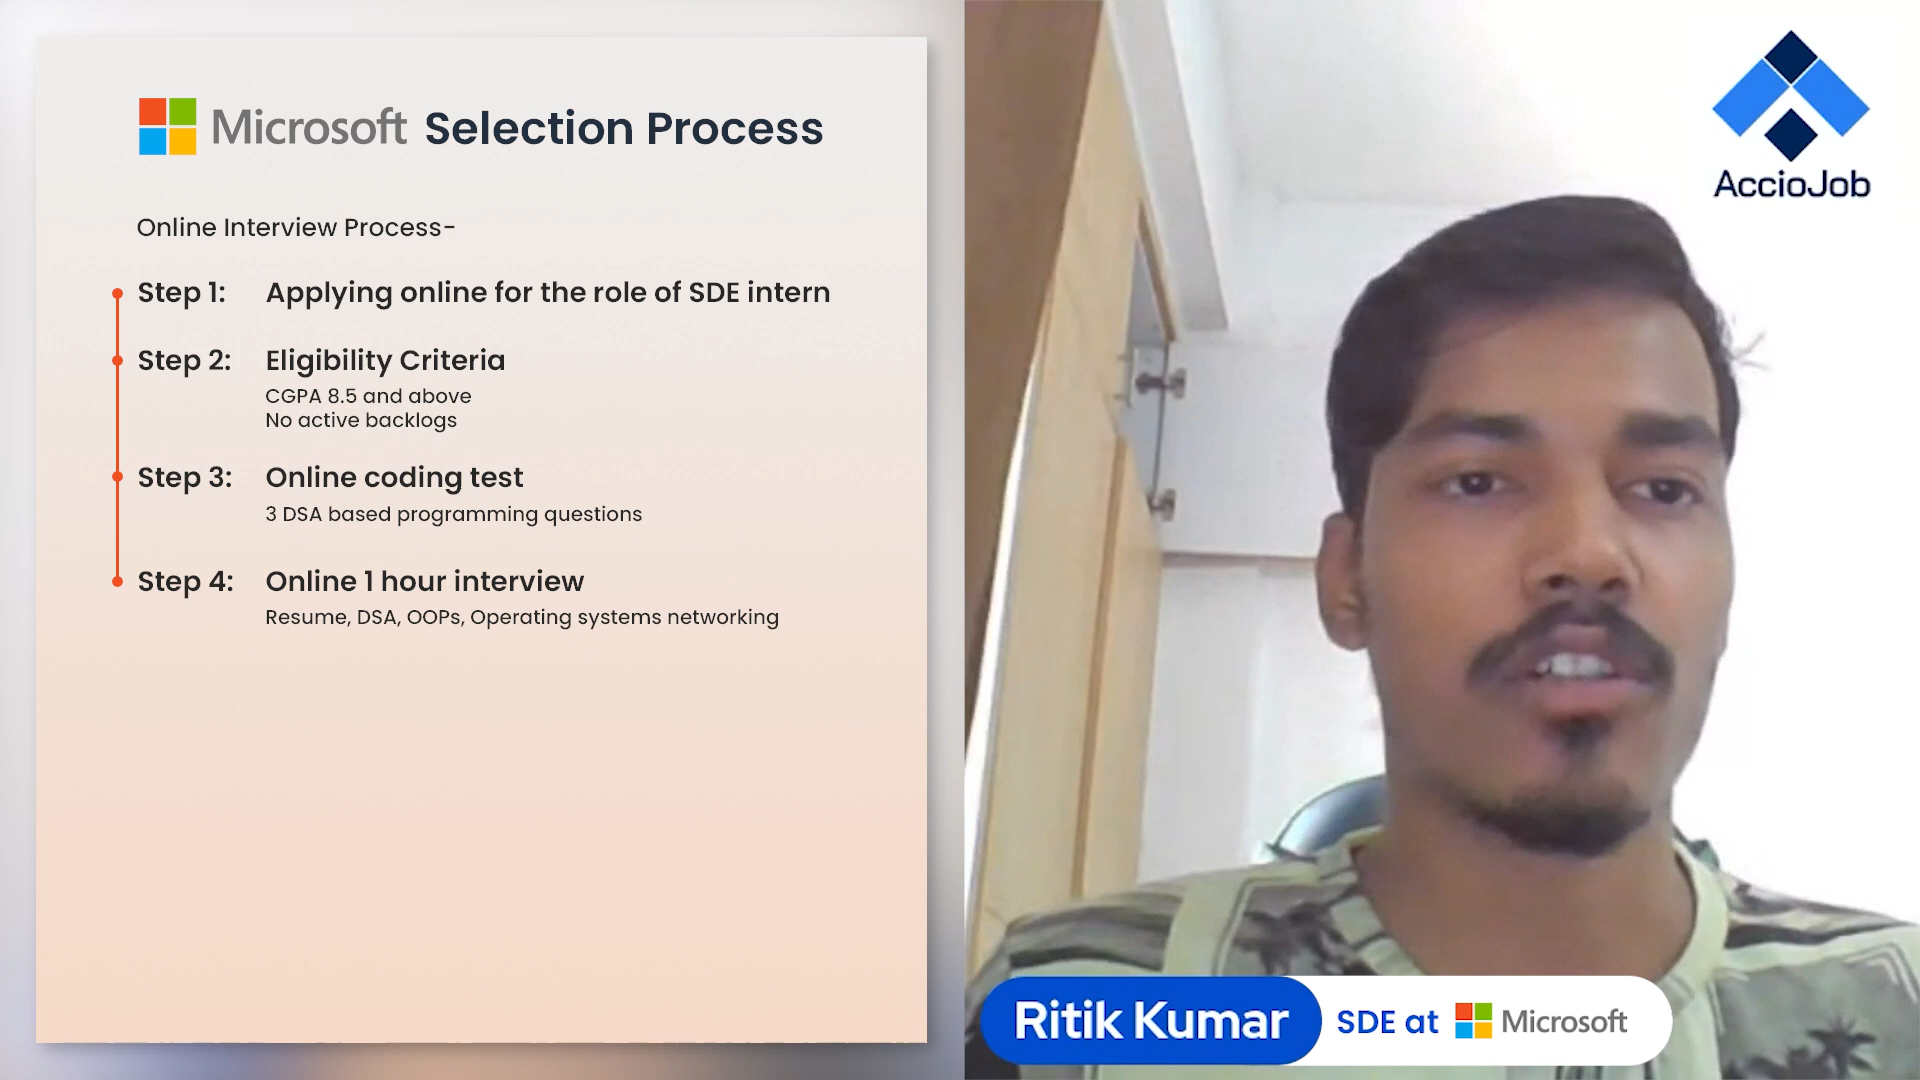 Microsoft Selection Process
Online Interview Process-
Step 1: Applying online for the role of SDE intern
Step 2: Eligibility Criteria
CGPA 8.5 and above
No active backlogs
Step 3: Online coding test
3 DSA based programming questions
Step 4: Online 1 hour interview
Resume, DSA, OOPs, Operating systems networking
AccioJob
Ritik Kumar SDE at Microsoft